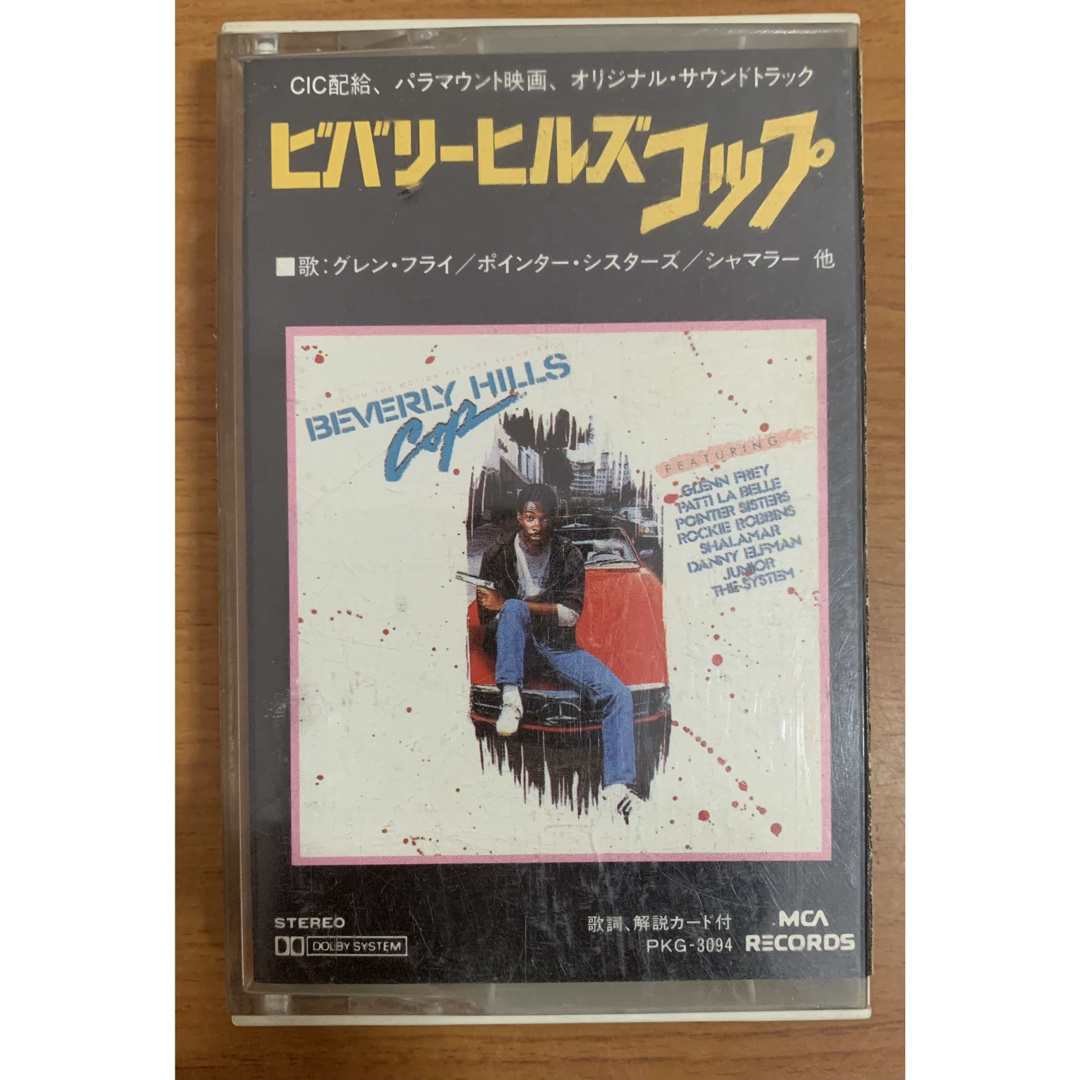 CIC配給、パラマウント映画、オリジナル・サウンドトラック
ビバリーヒルズコップ
■歌:グレン・フライ/ポインター・シスターズ/シャマラー 他
FROM THE MOTION PICTURE
BEVERLY HILLS
Cop
FEATURING
GLENN FREY
PATTI LA BELLE
POINTER SISTERS
ROCKIE ROBBINS
SHALAMAR
DANNY ELFMAN
JUNIOR
THE SYSTEM
STEREO
DOLBY SYSTEM
歌詞、解説カード付
PKG-3094
MCA
RECORDS